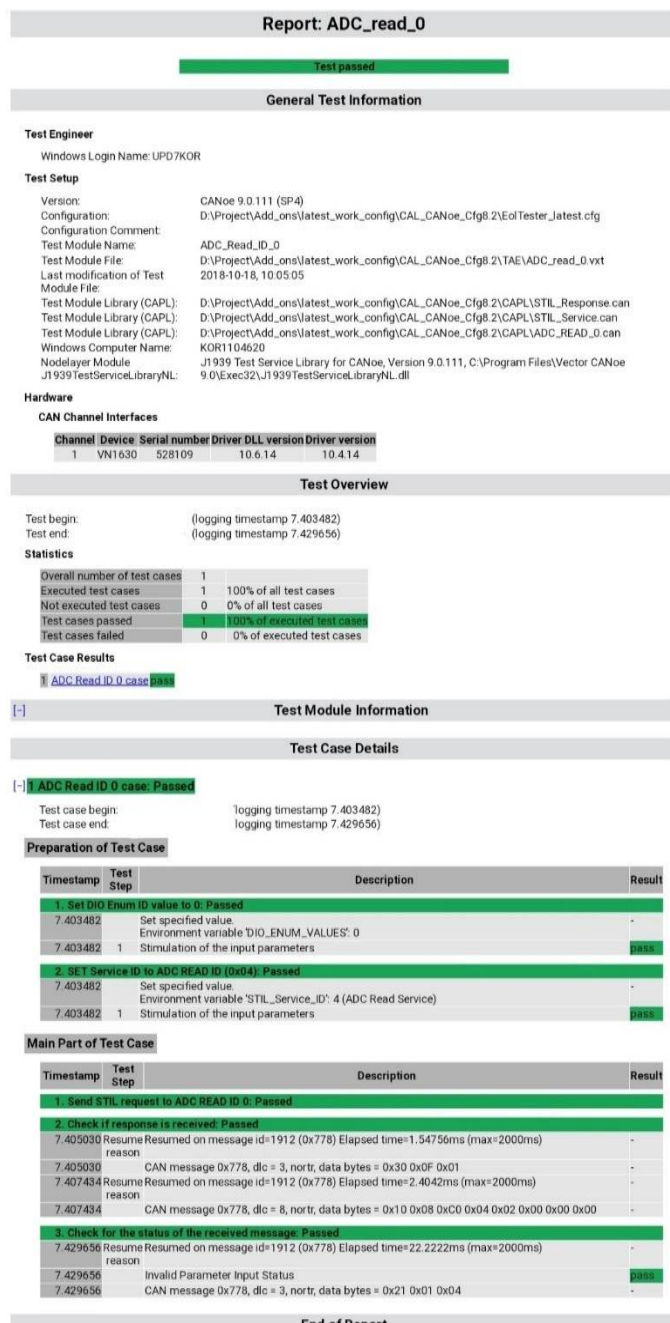 Report: ADC_read_0
Test passed
General Test Information
Test Engineer
Windows Login Name: UPD7KOR
Test Setup
Version: CANoe 9.0.111 (SP4)
Configuration: D:\Project\Add_ons\latest_work_config\CAL_CANoe_Cfg8.2\EolTester_latest.cfg
Configuration Comment:
Test Module Name: ADC_Read_ID_0
Test Module File: D:\Project\Add_ons\latest_work_config\CAL_CANoe_Cfg8.2\TAE\ADC_read_0.vxt
Last modification of Test 2018-10-18, 10:05:05
Module File:
Test Module Library (CAPL): D:\Project\Add_ons\latest_work_config\CAL_CANoe_Cfg8.2\CAPL\STIL_Response.can
Test Module Library (CAPL): D:\Project\Add_ons\latest_work_config\CAL_CANoe_Cfg8.2\CAPL\STIL_Service.can
Test Module Library (CAPL): D:\Project\Add_ons\latest_work_config\CAL_CANoe_Cfg8.2\CAPL\ADC_READ_0.can
Windows Computer Name: KOR1104620
Nodelayer Module J1939 Test Service Library for CANoe, Version 9.0.111, C:\Program Files\Vector CANoe
J1939TestServiceLibraryNL: 9.0\Exec32\J1939TestServiceLibraryNL.dll
Hardware
CAN Channel Interfaces
Channel Device Serial number Driver DLL version Driver version
1 VN1630 528109 10.6.14 10.4.14
Test Overview
Test begin: (logging timestamp 7.403482)
Test end: (logging timestamp 7.429656)
Statistics
Overall number of test cases 1
Executed test cases 1 100% of all test cases
Not executed test cases 0 0% of all test cases
Test cases passed 1 100% of executed test cases
Test cases failed 0 0% of executed test cases
Test Case Results
1 ADC Read ID 0 case pass
[-] Test Module Information
Test Case Details
[-] 1 ADC Read ID 0 case: Passed
Test case begin: logging timestamp 7.403482)
Test case end: logging timestamp 7.429656)
Preparation of Test Case
Timestamp Test Step Description Result
1. Set DIO Enum ID value to 0: Passed
7.403482 Set specified value. -
Environment variable 'DIO_ENUM_VALUES': 0
7.403482 1 Stimulation of the input parameters pass
2. SET Service ID to ADC READ ID (0x04): Passed
7.403482 Set specified value. -
Environment variable 'STIL_Service_ID': 4 (ADC Read Service)
7.403482 1 Stimulation of the input parameters pass
Main Part of Test Case
Timestamp Test Step Description Result
1. Send STIL request to ADC READ ID 0: Passed
2. Check if response is received: Passed
7.405030 Resume Resumed on message id=1912 (0x778) Elapsed time=1.54756ms (max=2000ms) -
reason
7.405030 CAN message 0x778, dlc = 3, nortr, data bytes = 0x30 0x0F 0x01 -
7.407434 Resume Resumed on message id=1912 (0x778) Elapsed time=2.4042ms (max=2000ms) -
reason
7.407434 CAN message 0x778, dlc = 8, nortr, data bytes = 0x10 0x08 0xC0 0x04 0x02 0x00 0x00 0x00 -
3. Check for the status of the received message: Passed
7.429656 Resume Resumed on message id=1912 (0x778) Elapsed time=22.2222ms (max=2000ms) -
reason
7.429656 Invalid Parameter Input Status pass
7.429656 CAN message 0x778, dlc = 3, nortr, data bytes = 0x21 0x01 0x04 -
End of Report